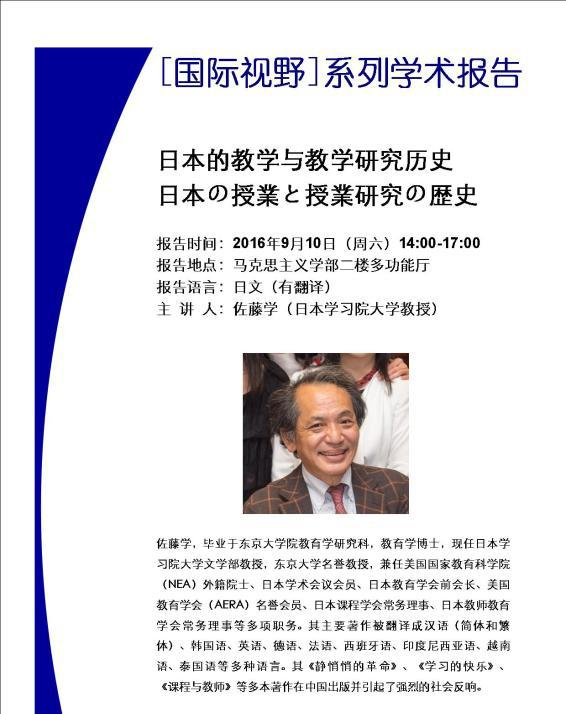 [国际视野]系列学术报告
日本的教学与教学研究历史
日本の授業と授業研究の歴史
报告时间：2016年9月10日（周六）14:00-17:00
报告地点：马克思主义学部二楼多功能厅
报告语言：日文（有翻译）
主 讲 人：佐藤学（日本学习院大学教授）
佐藤学，毕业于东京大学院教育学研究科，教育学博士，现任日本学
习院大学文学部教授，东京大学名誉教授，兼任美国国家教育科学院
（NEA）外籍院士、日本学术会议会员、日本教育学会前会长、美国
教育学会（AERA）名誉会员、日本课程学会常务理事、日本教师教育
学会常务理事等多项职务。其主要著作被翻译成汉语（简体和繁
体）、韩国语、英语、德语、法语、西班牙语、印度尼西亚语、越南
语、泰国语等多种语言。其《静悄悄的革命》、《学习的快乐》、
《课程与教师》等多本著作在中国出版并引起了强烈的社会反响。